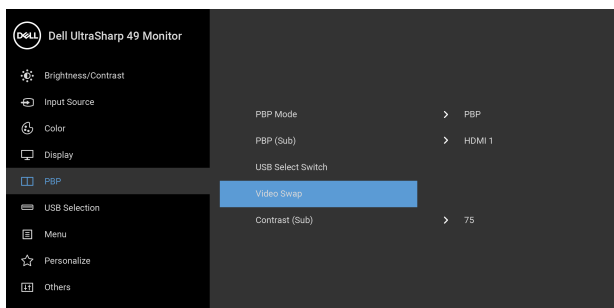 DELL Dell UltraSharp 49 Monitor
Brightness/Contrast
Input Source
Color
Display
PBP
USB Selection
Menu
Personalize
Others
PBP Mode PBP
PBP (Sub) HDMI 1
USB Select Switch
Video Swap
Contrast (Sub) 75